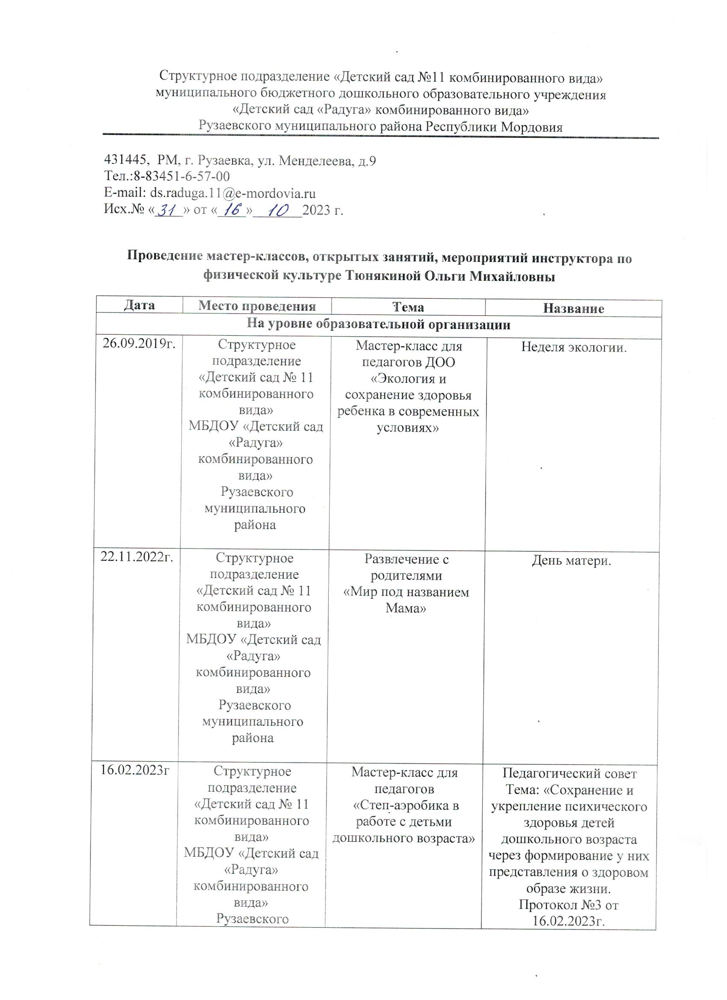 Структурное подразделение «Детский сад №11 комбинированного вида»
муниципального бюджетного дошкольного образовательного учреждения
«Детский сад «Радуга» комбинированного вида»
Рузаевского муниципального района Республики Мордовия
431445,  РМ, г. Рузаевка, ул. Менделеева, д.9
Тел.:8-83451-6-57-00
E-mail: ds.raduga.11@e-mordovia.ru
Исх.№ «31» от «16» 10 2023 г.
Проведение мастер-классов, открытых занятий, мероприятий инструктора по
физической культуре Тюнякиной Ольги Михайловны
Дата Место проведения Тема Название
На уровне образовательной организации
26.09.2019г.
Структурное
подразделение
«Детский сад № 11
комбинированного
вида»
МБДОУ «Детский сад
«Радуга»
комбинированного
вида»
Рузаевского
муниципального
района
Мастер-класс для
педагогов ДОО
«Экология и
сохранение здоровья
ребенка в современных
условиях»
Неделя экологии.
22.11.2022г.
Структурное
подразделение
«Детский сад № 11
комбинированного
вида»
МБДОУ «Детский сад
«Радуга»
комбинированного
вида»
Рузаевского
муниципального
района
Развлечение с
родителями
«Мир под названием
Мама»
День матери.
16.02.2023г
Структурное
подразделение
«Детский сад № 11
комбинированного
вида»
МБДОУ «Детский сад
«Радуга»
комбинированного
вида»
Рузаевского
Мастер-класс для
педагогов
«Степ-аэробика в
работе с детьми
дошкольного возраста»
Педагогический совет
Тема: «Сохранение и
укрепление психического
здоровья детей
дошкольного возраста
через формирование у них
представления о здоровом
образе жизни.
Протокол №3 от
16.02.2023г.